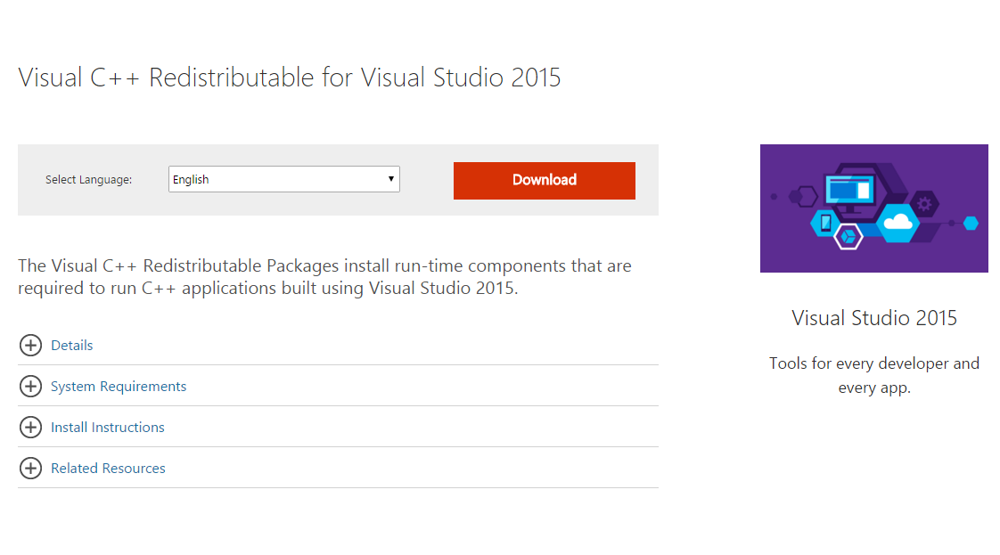 Visual C++ Redistributable for Visual Studio 2015
Select Language:
English
Download
The Visual C++ Redistributable Packages install run-time components that are
required to run C++ applications built using Visual Studio 2015.
Details
System Requirements
Install Instructions
Related Resources
Visual Studio 2015
Tools for every developer and
every app.